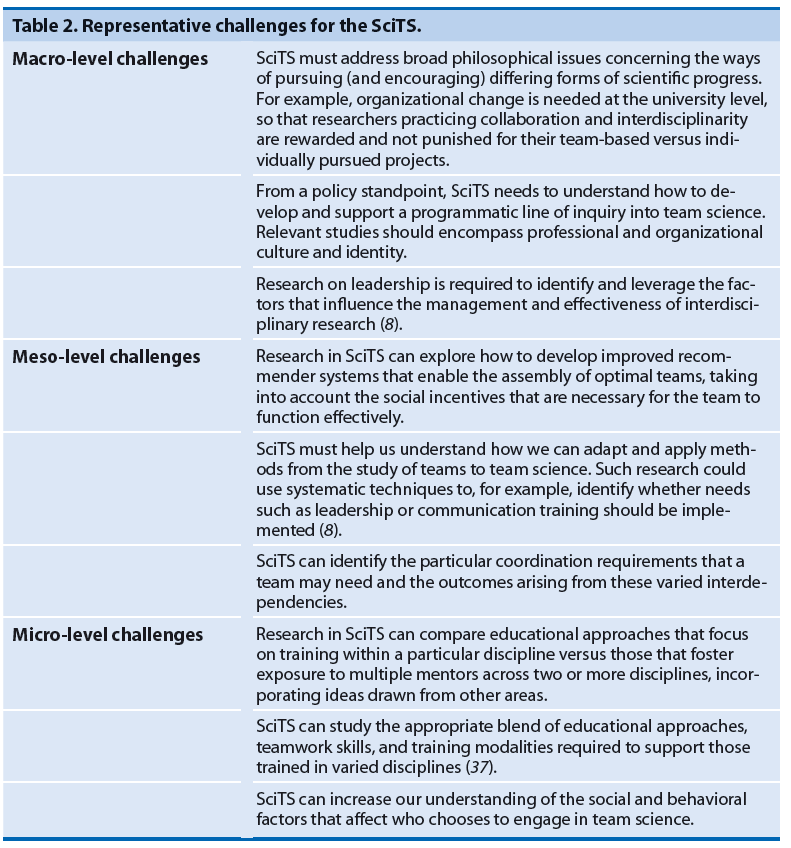 Table 2. Representative challenges for the SciTS.
Macro-level challenges
SciTS must address broad philosophical issues concerning the ways
of pursuing (and encouraging) differing forms of scientific progress.
For example, organizational change is needed at the university level,
so that researchers practicing collaboration and interdisciplinarity
are rewarded and not punished for their team-based versus indi-
vidually pursued projects.
From a policy standpoint, SciTS needs to understand how to de-
velop and support a programmatic line of inquiry into team science.
Relevant studies should encompass professional and organizational
culture and identity.
Research on leadership is required to identify and leverage the fac-
tors that influence the management and effectiveness of interdisci-
plinary research (8).
Meso-level challenges
Research in SciTS can explore how to develop improved recom-
mender systems that enable the assembly of optimal teams, taking
into account the social incentives that are necessary for the team to
function effectively.
SciTS must help us understand how we can adapt and apply meth-
ods from the study of teams to team science. Such research could
use systematic techniques to, for example, identify whether needs
such as leadership or communication training should be imple-
mented (8).
SciTS can identify the particular coordination requirements that a
team may need and the outcomes arising from these varied interde-
pendencies.
Micro-level challenges
Research in SciTS can compare educational approaches that focus
on training within a particular discipline versus those that foster
exposure to multiple mentors across two or more disciplines, incor-
porating ideas drawn from other areas.
SciTS can study the appropriate blend of educational approaches,
teamwork skills, and training modalities required to support those
trained in varied disciplines (37).
SciTS can increase our understanding of the social and behavioral
factors that affect who chooses to engage in team science.